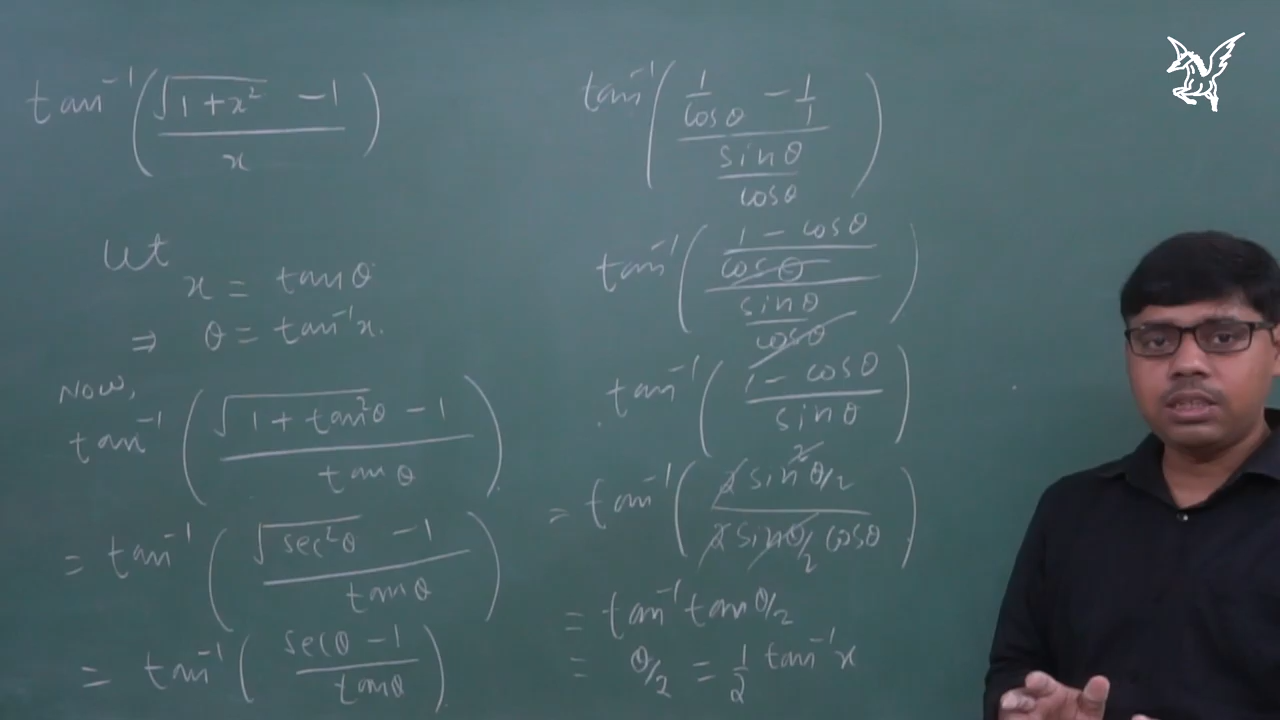 tan⁻¹(√(1+x²) − 1 / x)
Let
x = tanθ
⇒ θ = tan⁻¹x.
Now,
tan⁻¹(√(1 + tan²θ) − 1 / tanθ)
= tan⁻¹(√(sec²θ) − 1 / tanθ)
= tan⁻¹(secθ − 1 / tanθ).
tan⁻¹(1/cosθ − 1/1 / sinθ/cosθ)
tan⁻¹(1 − cosθ/cosθ / sinθ/cosθ)
tan⁻¹(1 − cosθ / sinθ)
= tan⁻¹(2sin²θ/2 / 2sinθ/2 cosθ)
= tan⁻¹tanθ/2
= θ/2 = 1/2 tan⁻¹x